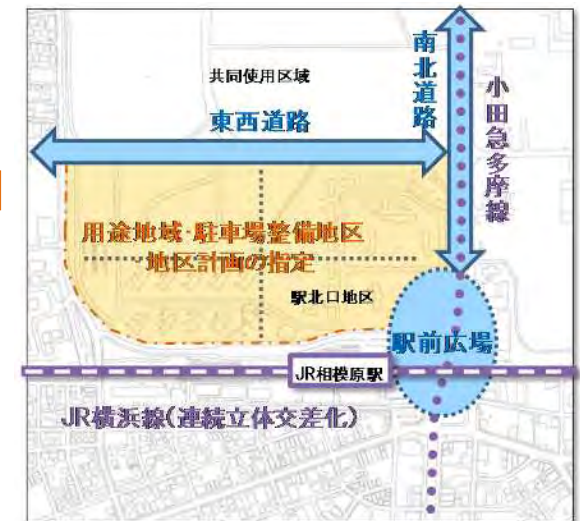 共同使用区域
東西道路
南北道路
小田急多摩線
用途地域・駐車場整備地区
・地区計画の指定
駅北口地区
駅前広場
JR相模原駅
JR横浜線(連続立体交差化)